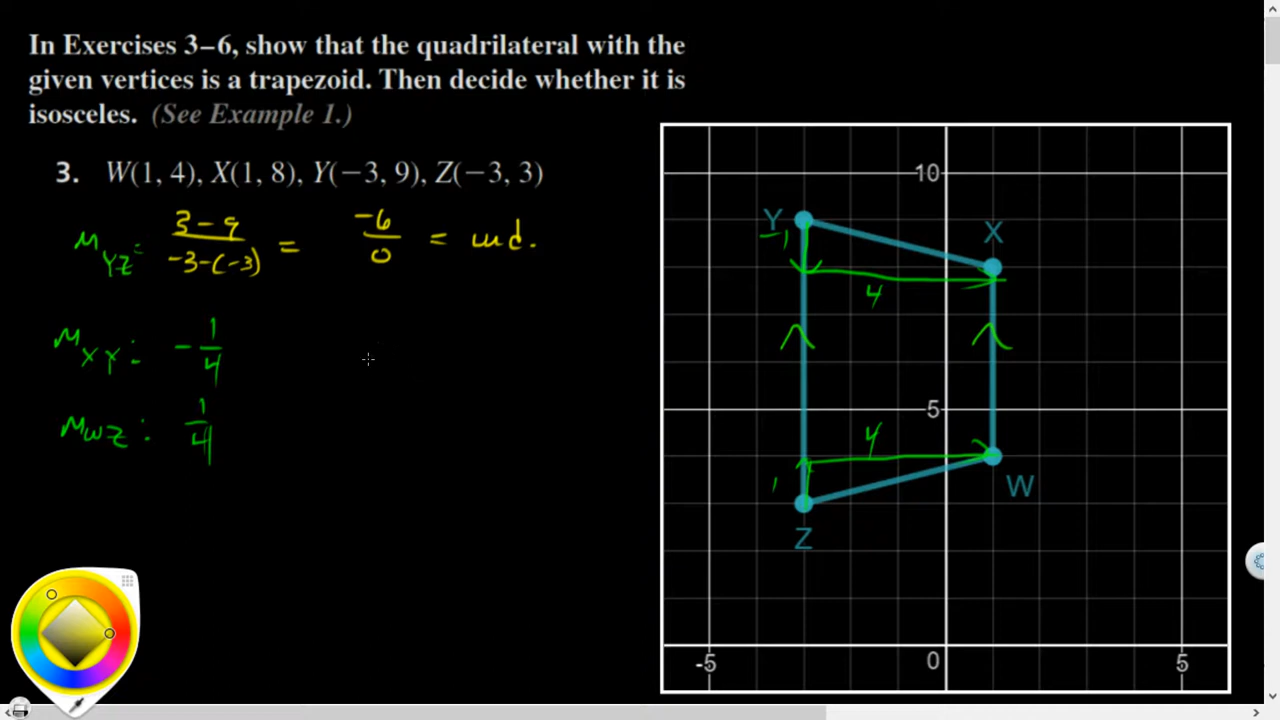 In Exercises 3–6, show that the quadrilateral with the
given vertices is a trapezoid. Then decide whether it is
isosceles. (See Example 1.)
3. W(1, 4), X(1, 8), Y(−3, 9), Z(−3, 3)
M_YZ = (3-9)/(-3-(-3)) = -6/0 = und.
M_XY : -1/4
M_WZ : 1/4
10
Y
X
-1
4
5
4
1
W
Z
-5
0
5